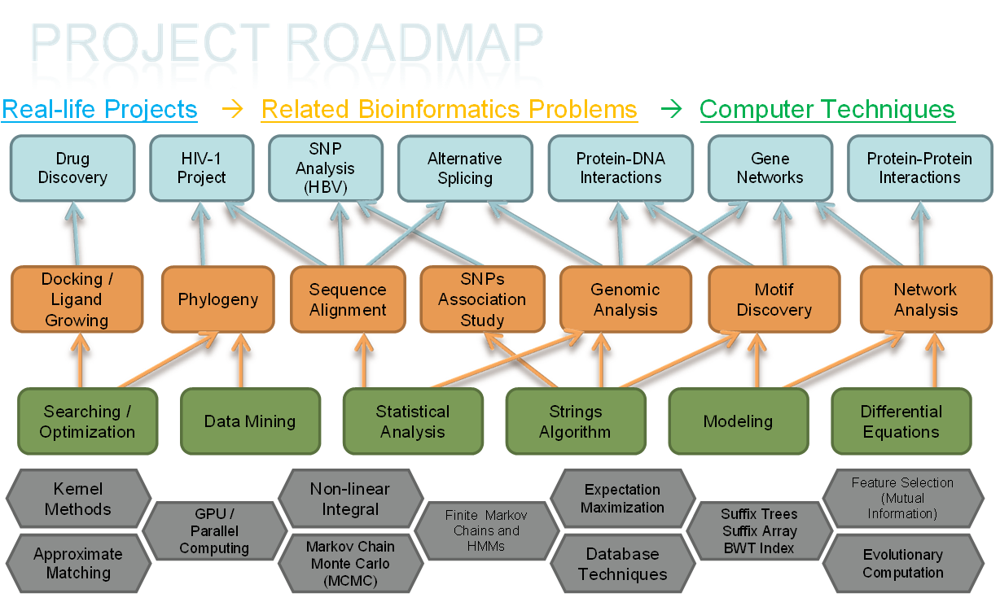 PROJECT ROADMAP
Real-life Projects → Related Bioinformatics Problems → Computer Techniques
Drug
Discovery
HIV-1
Project
SNP
Analysis
(HBV)
Alternative
Splicing
Protein-DNA
Interactions
Gene
Networks
Protein-Protein
Interactions
Docking /
Ligand
Growing
Phylogeny
Sequence
Alignment
SNPs
Association
Study
Genomic
Analysis
Motif
Discovery
Network
Analysis
Searching /
Optimization
Data Mining
Statistical
Analysis
Strings
Algorithm
Modeling
Differential
Equations
Kernel
Methods
GPU /
Parallel
Computing
Non-linear
Integral
Finite Markov
Chains and
HMMs
Expectation
Maximization
Suffix Trees
Suffix Array
BWT Index
Feature Selection
(Mutual
Information)
Approximate
Matching
Markov Chain
Monte Carlo
(MCMC)
Database
Techniques
Evolutionary
Computation